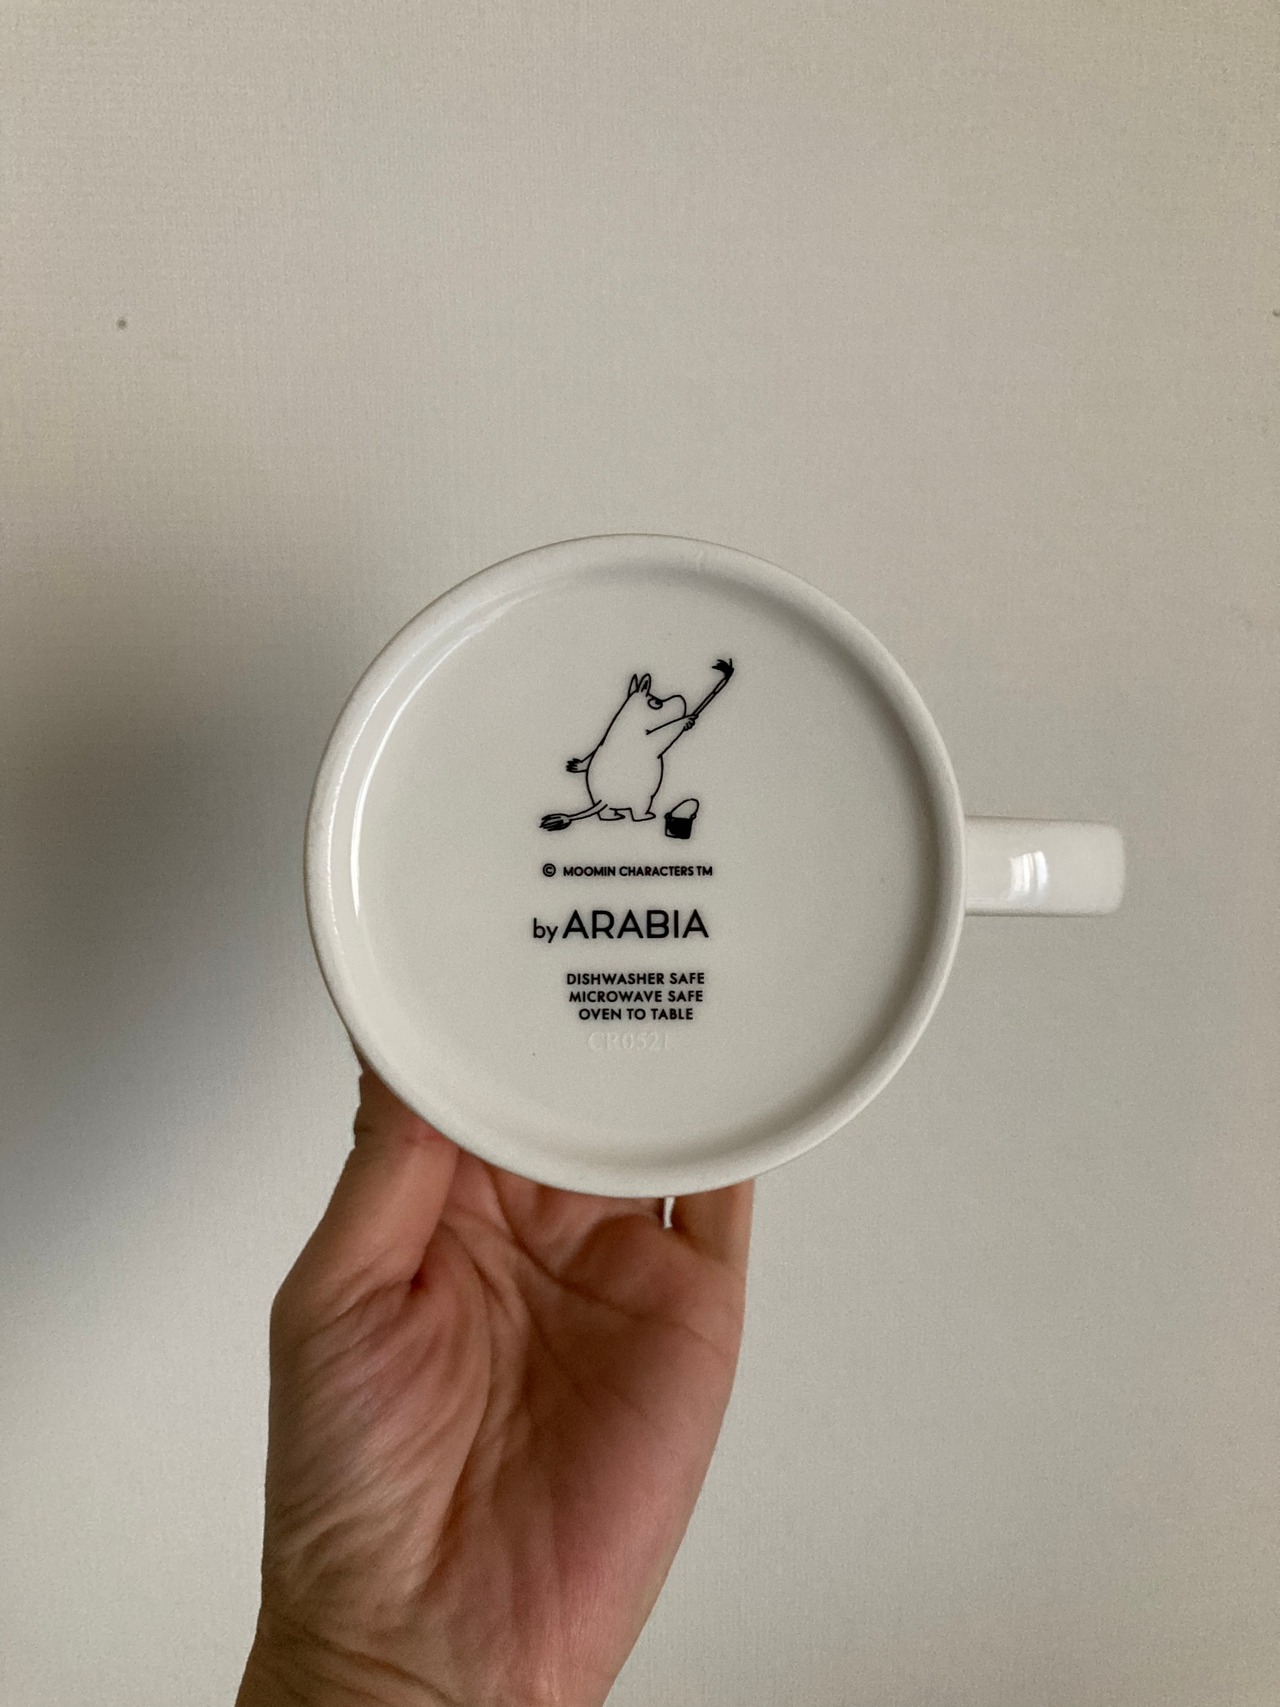 © MOOMIN CHARACTERS TM
by ARABIA
DISHWASHER SAFE
MICROWAVE SAFE
OVEN TO TABLE
CR0521